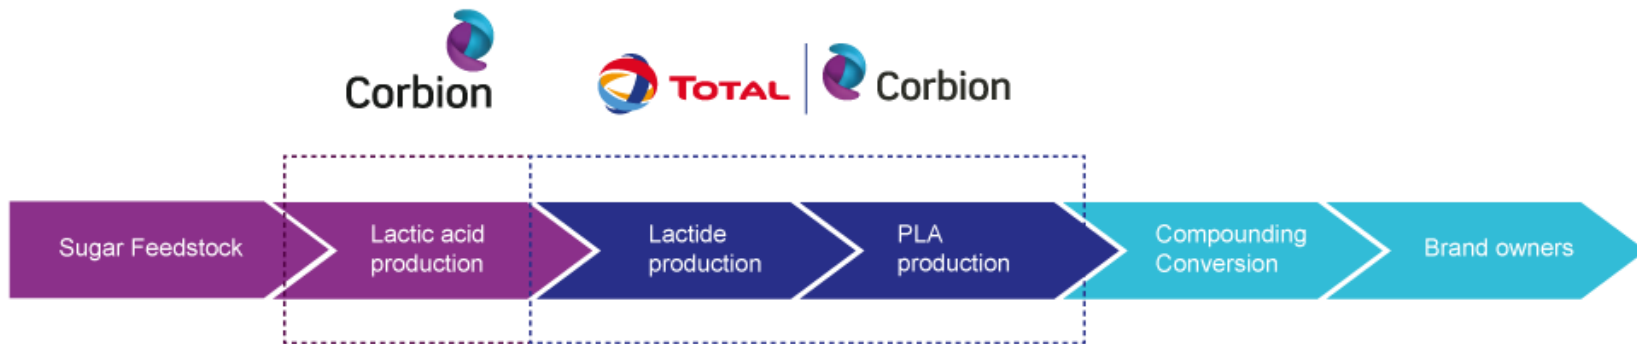 Corbion
TOTAL
Corbion
Sugar Feedstock
Lactic acid
production
Lactide
production
PLA
production
Compounding
Conversion
Brand owners